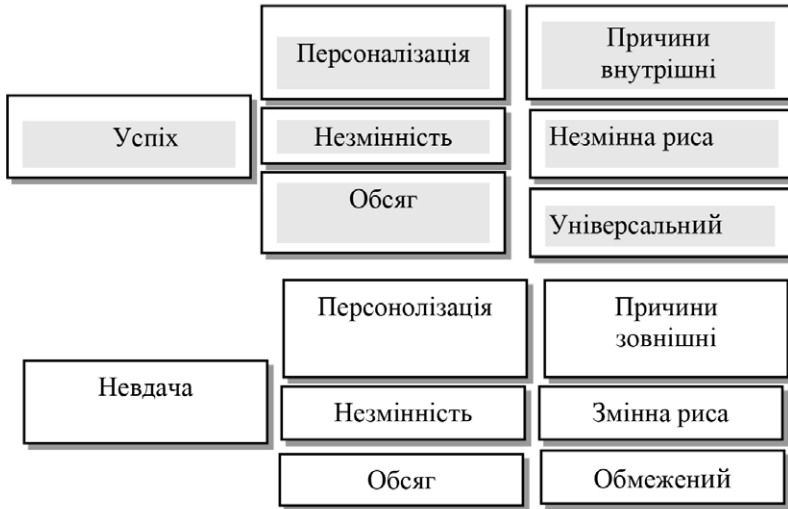 Персоналізація
Причини
внутрішні
Успіх
Незмінність
Незмінна риса
Обсяг
Універсальний
Персонолізація
Причини
зовнішні
Невдача
Незмінність
Змінна риса
Обсяг
Обмежений